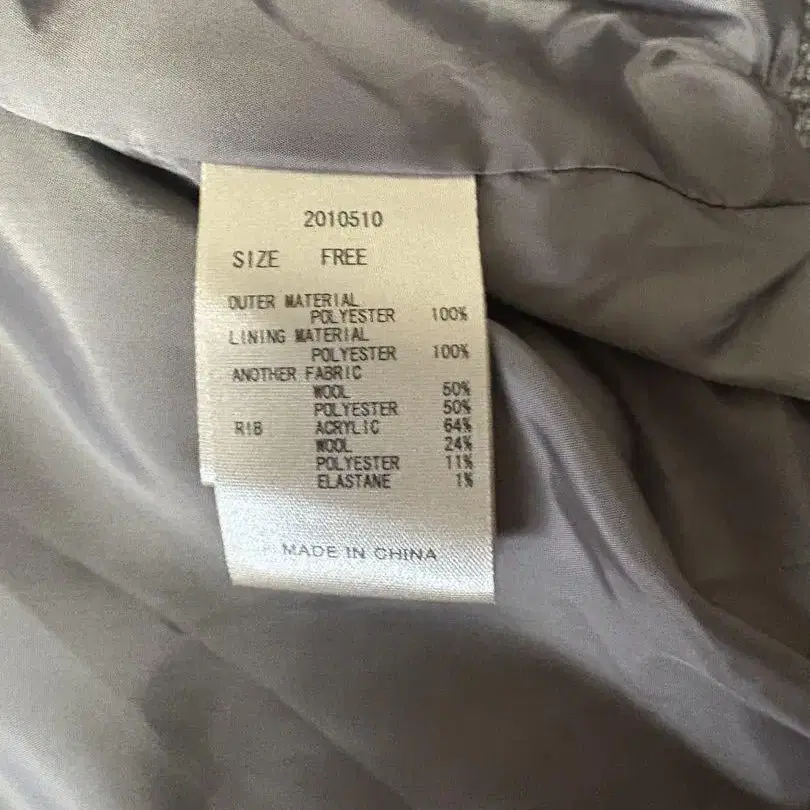 2010510
SIZE FREE
OUTER MATERIAL
POLYESTER 100%
LINING MATERIAL
POLYESTER 100%
ANOTHER FABRIC
WOOL 50%
POLYESTER 50%
RIB ACRYLIC 64%
WOOL 24%
POLYESTER 11%
ELASTANE 1%
MADE IN CHINA